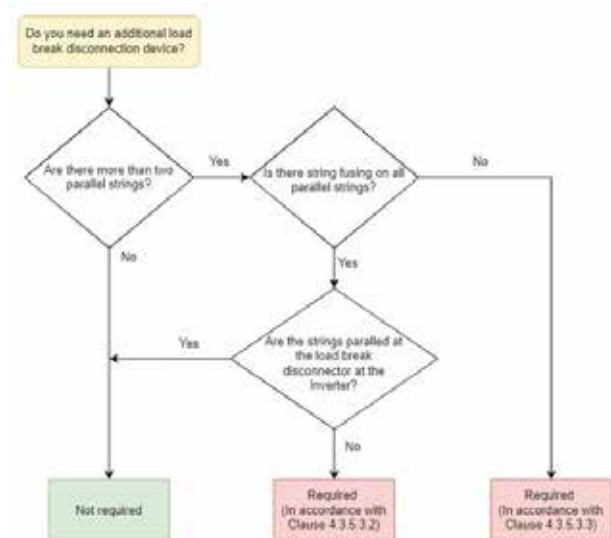 Do you need an additional load
break disconnection device?
Are there more than two
parallel strings?
Yes
Is there string fusing on all
parallel strings?
No
No
Yes
Are the strings paralled at
the load break
disconnector at the
Inverter?
Yes
No
Not required
Required
(In accordance with
Clause 4.3.5.3.2)
Required
(In accordance with
Clause 4.3.5.3.3)